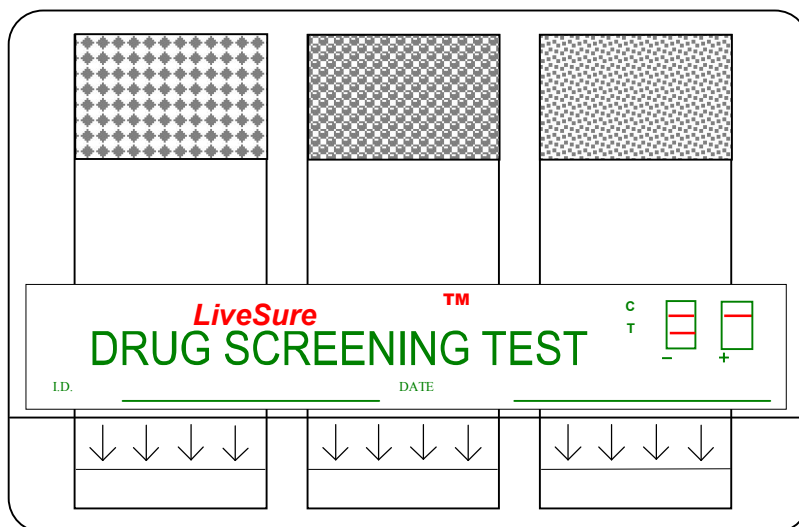 LiveSure ™
DRUG SCREENING TEST
C
T
− +
I.D. DATE